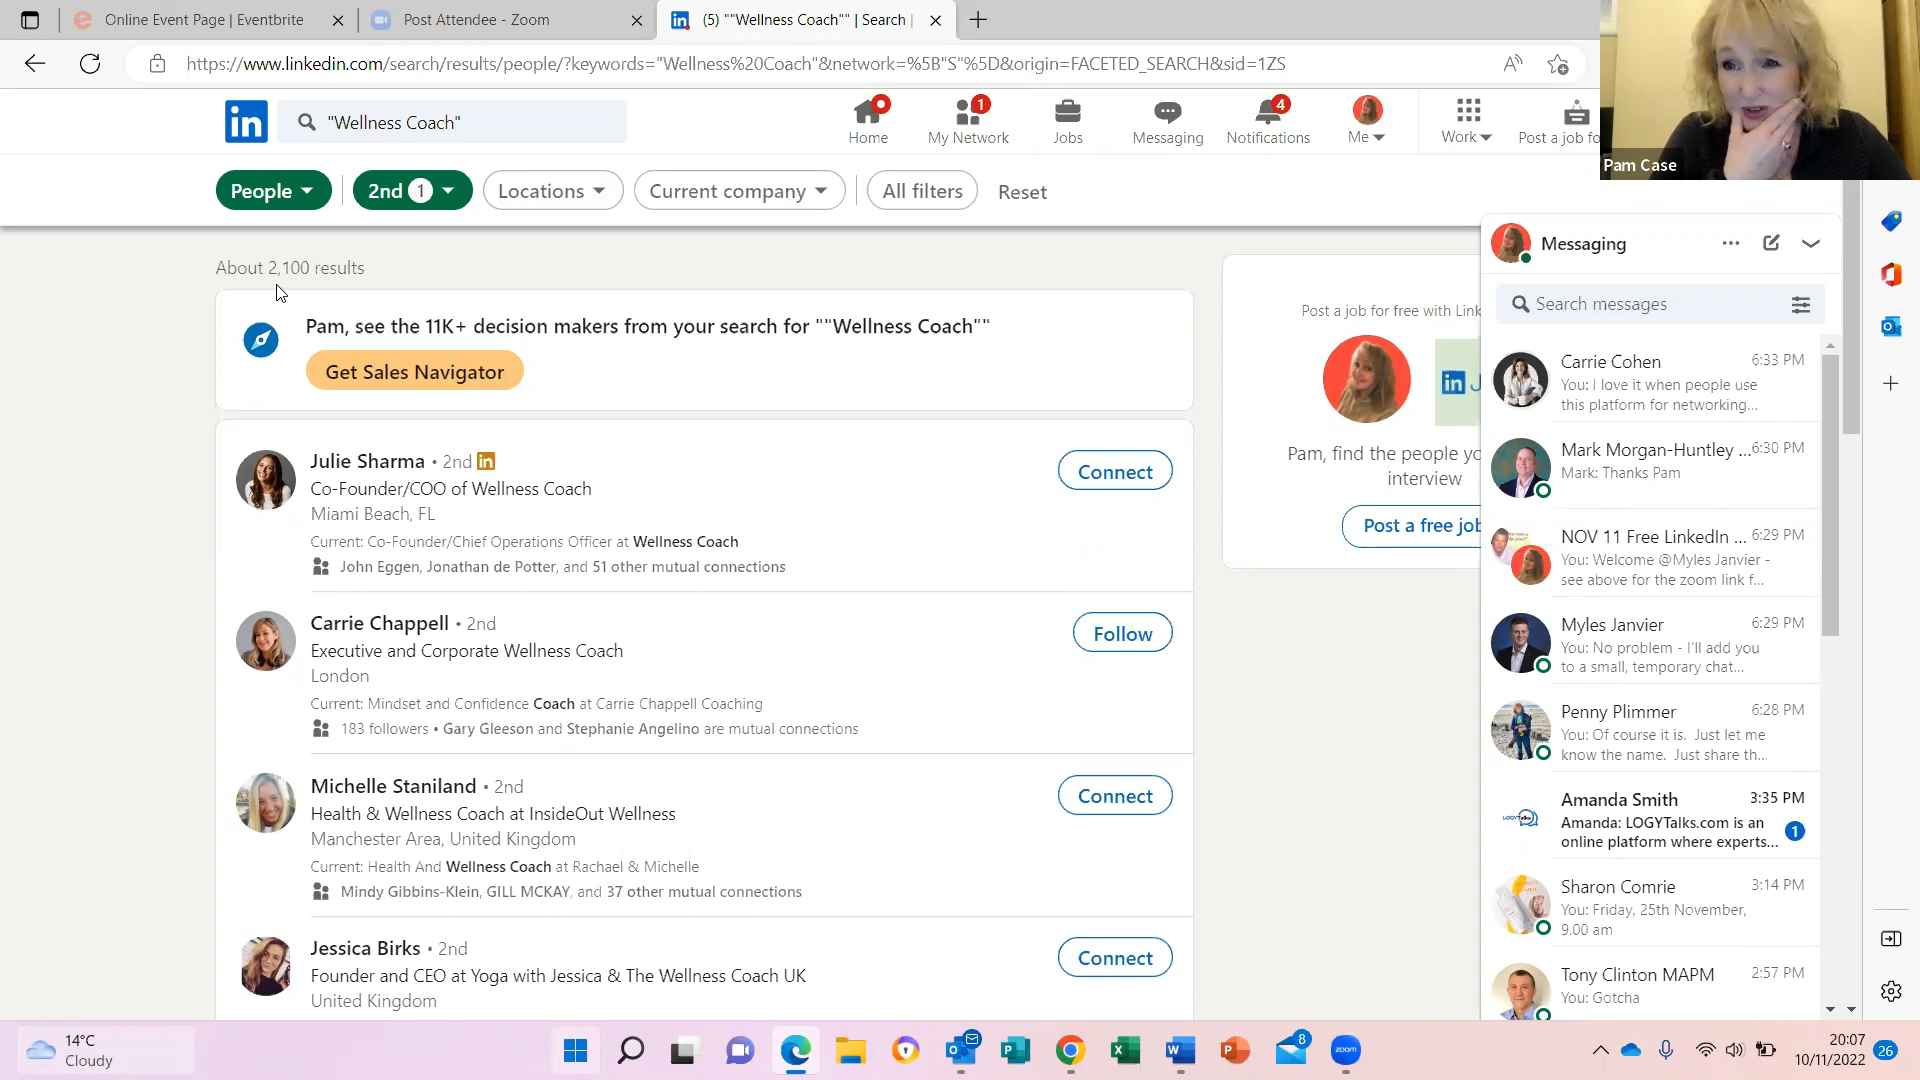 Online Event Page | Eventbrite
Post Attendee - Zoom
(5) ""Wellness Coach"" | Search |
https://www.linkedin.com/search/results/people/?keywords="Wellness%20Coach"&network=%5B"S"%5D&origin=FACETED_SEARCH&sid=1ZS
in
"Wellness Coach"
Home
1
My Network
Jobs
Messaging
4
Notifications
Me
Work
Post a job fo
Pam Case
People
2nd 1
Locations
Current company
All filters
Reset
About 2,100 results
Pam, see the 11K+ decision makers from your search for ""Wellness Coach""
Get Sales Navigator
Julie Sharma • 2nd in
Co-Founder/COO of Wellness Coach
Miami Beach, FL
Current: Co-Founder/Chief Operations Officer at Wellness Coach
John Eggen, Jonathan de Potter, and 51 other mutual connections
Connect
Carrie Chappell • 2nd
Executive and Corporate Wellness Coach
London
Current: Mindset and Confidence Coach at Carrie Chappell Coaching
183 followers • Gary Gleeson and Stephanie Angelino are mutual connections
Follow
Michelle Staniland • 2nd
Health & Wellness Coach at InsideOut Wellness
Manchester Area, United Kingdom
Current: Health And Wellness Coach at Rachael & Michelle
Mindy Gibbins-Klein, GILL MCKAY, and 37 other mutual connections
Connect
Jessica Birks • 2nd
Founder and CEO at Yoga with Jessica & The Wellness Coach UK
United Kingdom
Connect
Post a job for free with Link
in J
Pam, find the people yo
interview
Post a free job
Messaging
Search messages
Carrie Cohen 6:33 PM
You: I love it when people use
this platform for networking...
Mark Morgan-Huntley ... 6:30 PM
Mark: Thanks Pam
NOV 11 Free LinkedIn ... 6:29 PM
You: Welcome @Myles Janvier -
see above for the zoom link f...
Myles Janvier 6:29 PM
You: No problem - I'll add you
to a small, temporary chat...
Penny Plimmer 6:28 PM
You: Of course it is. Just let me
know the name. Just share th...
Amanda Smith 3:35 PM
Amanda: LOGYTalks.com is an
online platform where experts...
1
Sharon Comrie 3:14 PM
You: Friday, 25th November,
9.00 am
Tony Clinton MAPM 2:57 PM
You: Gotcha
14°C
Cloudy
8
zoom
20:07
10/11/2022
26